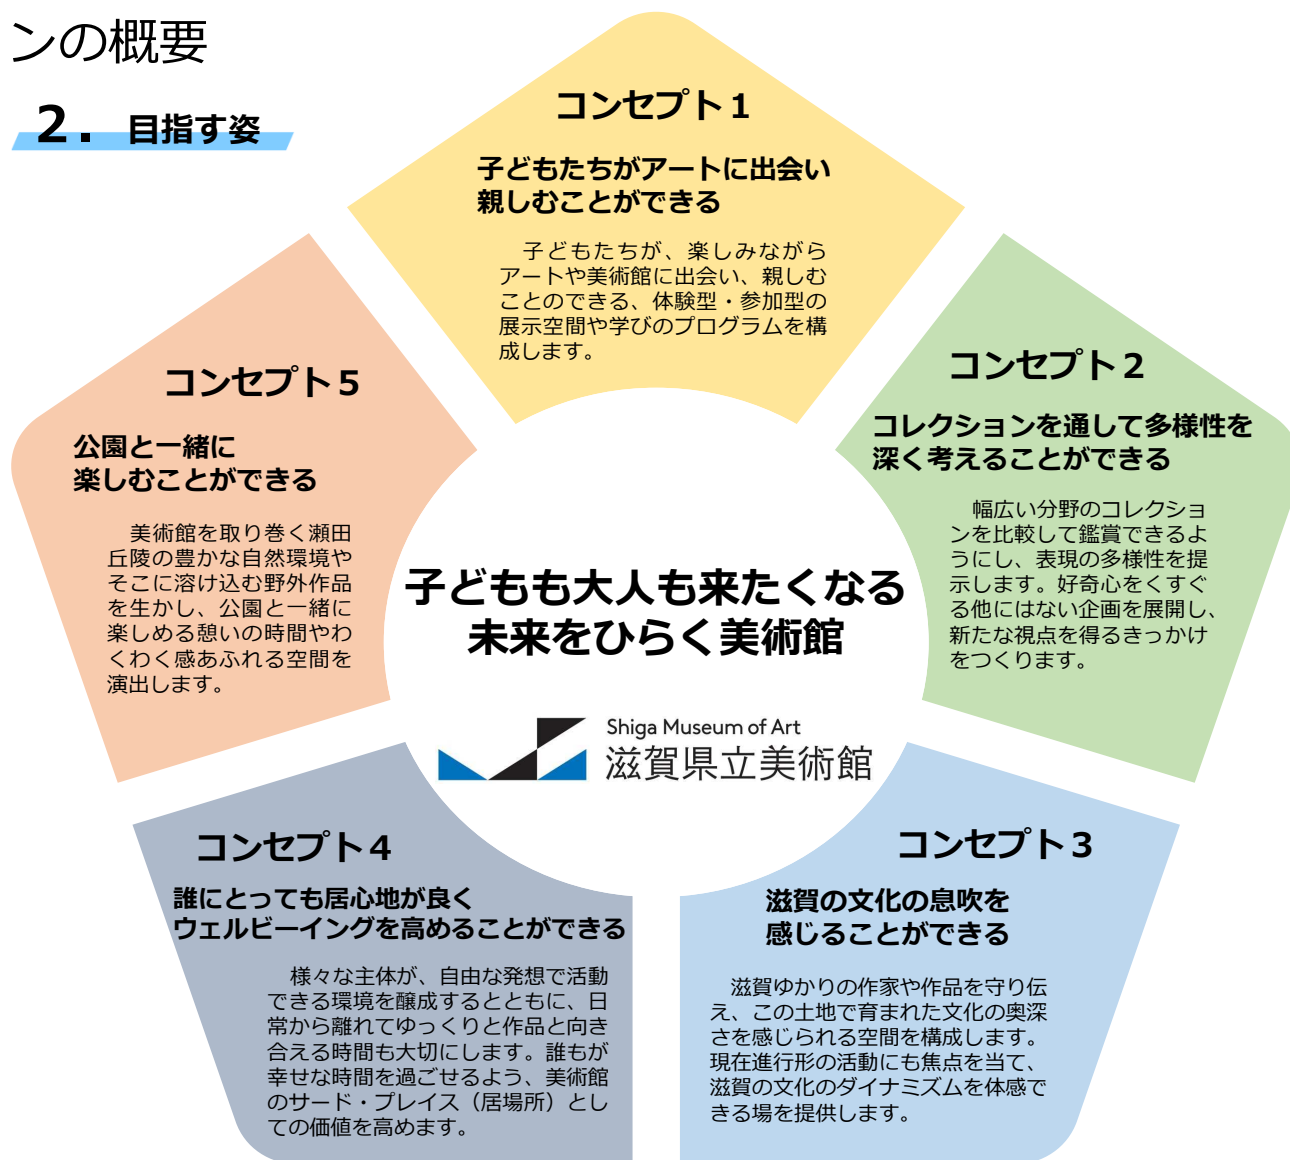 ンの概要
2. 目指す姿
コンセプト1
子どもたちがアートに出会い
親しむことができる
子どもたちが、楽しみながら
アートや美術館に出会い、親しむ
ことのできる、体験型・参加型の
展示空間や学びのプログラムを構
成します。
コンセプト2
コレクションを通して多様性を
深く考えることができる
幅広い分野のコレクショ
ンを比較して鑑賞できるよ
うにし、表現の多様性を提
示します。好奇心をくすぐ
る他にはない企画を展開し、
新たな視点を得るきっかけ
をつくります。
コンセプト3
滋賀の文化の息吹を
感じることができる
滋賀ゆかりの作家や作品を守り伝
え、この土地で育まれた文化の奥深
さを感じられる空間を構成します。
現在進行形の活動にも焦点を当て、
滋賀の文化のダイナミズムを体感で
きる場を提供します。
コンセプト4
誰にとっても居心地が良く
ウェルビーイングを高めることができる
様々な主体が、自由な発想で活動
できる環境を醸成するとともに、日
常から離れてゆっくりと作品と向き
合える時間も大切にします。誰もが
幸せな時間を過ごせるよう、美術館
のサード・プレイス（居場所）とし
ての価値を高めます。
コンセプト5
公園と一緒に
楽しむことができる
美術館を取り巻く瀬田
丘陵の豊かな自然環境や
そこに溶け込む野外作品
を生かし、公園と一緒に
楽しめる憩いの時間やわ
くわく感あふれる空間を
演出します。
子どもも大人も来たくなる
未来をひらく美術館
Shiga Museum of Art
滋賀県立美術館